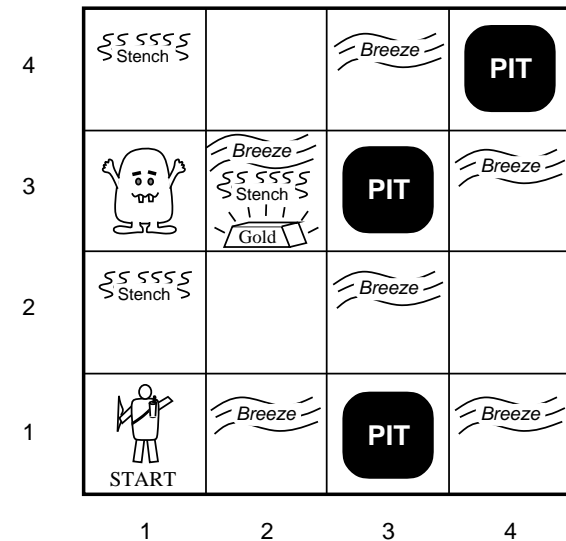 4
Stench
Breeze
PIT
3
Breeze
Stench
Gold
PIT
Breeze
2
Stench
Breeze
1
START
Breeze
PIT
Breeze
1 2 3 4